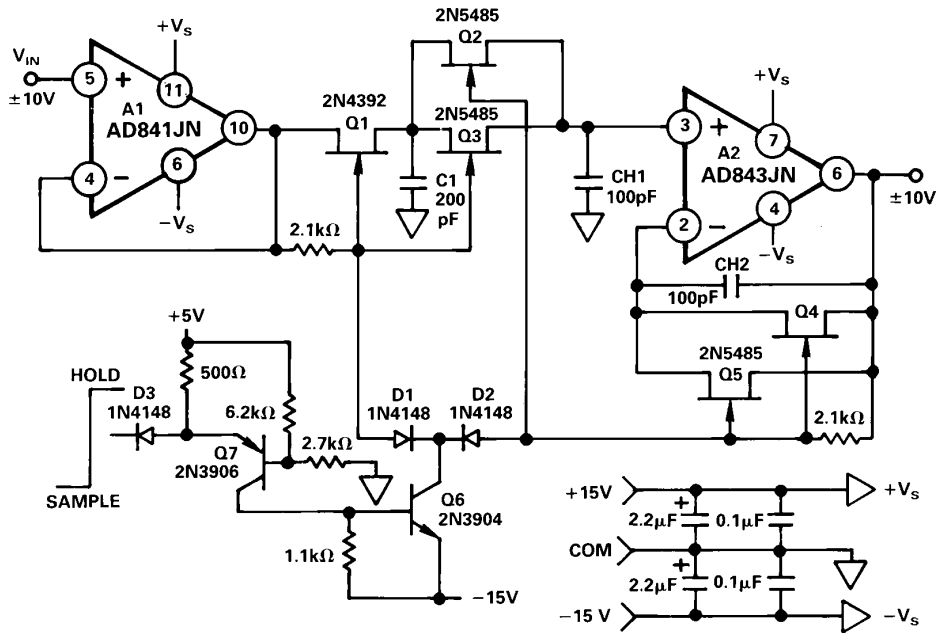 2N5485
Q2
+VS
VIN
±10V
5
+
11
A1
AD841JN
10
4
−
6
−VS
2N4392
Q1
2N5485
Q3
C1
200
pF
CH1
100pF
+VS
3
+
7
A2
AD843JN
6
±10V
2
−
4
−VS
2.1kΩ
CH2
100pF
Q4
2N5485
Q5
2.1kΩ
+5V
500Ω
HOLD
D3
1N4148
6.2kΩ
D1
1N4148
D2
1N4148
Q7
2N3906
2.7kΩ
SAMPLE
Q6
2N3904
1.1kΩ
−15V
+15V
+VS
+
2.2μF
0.1μF
COM
+
2.2μF
0.1μF
−15 V
−VS